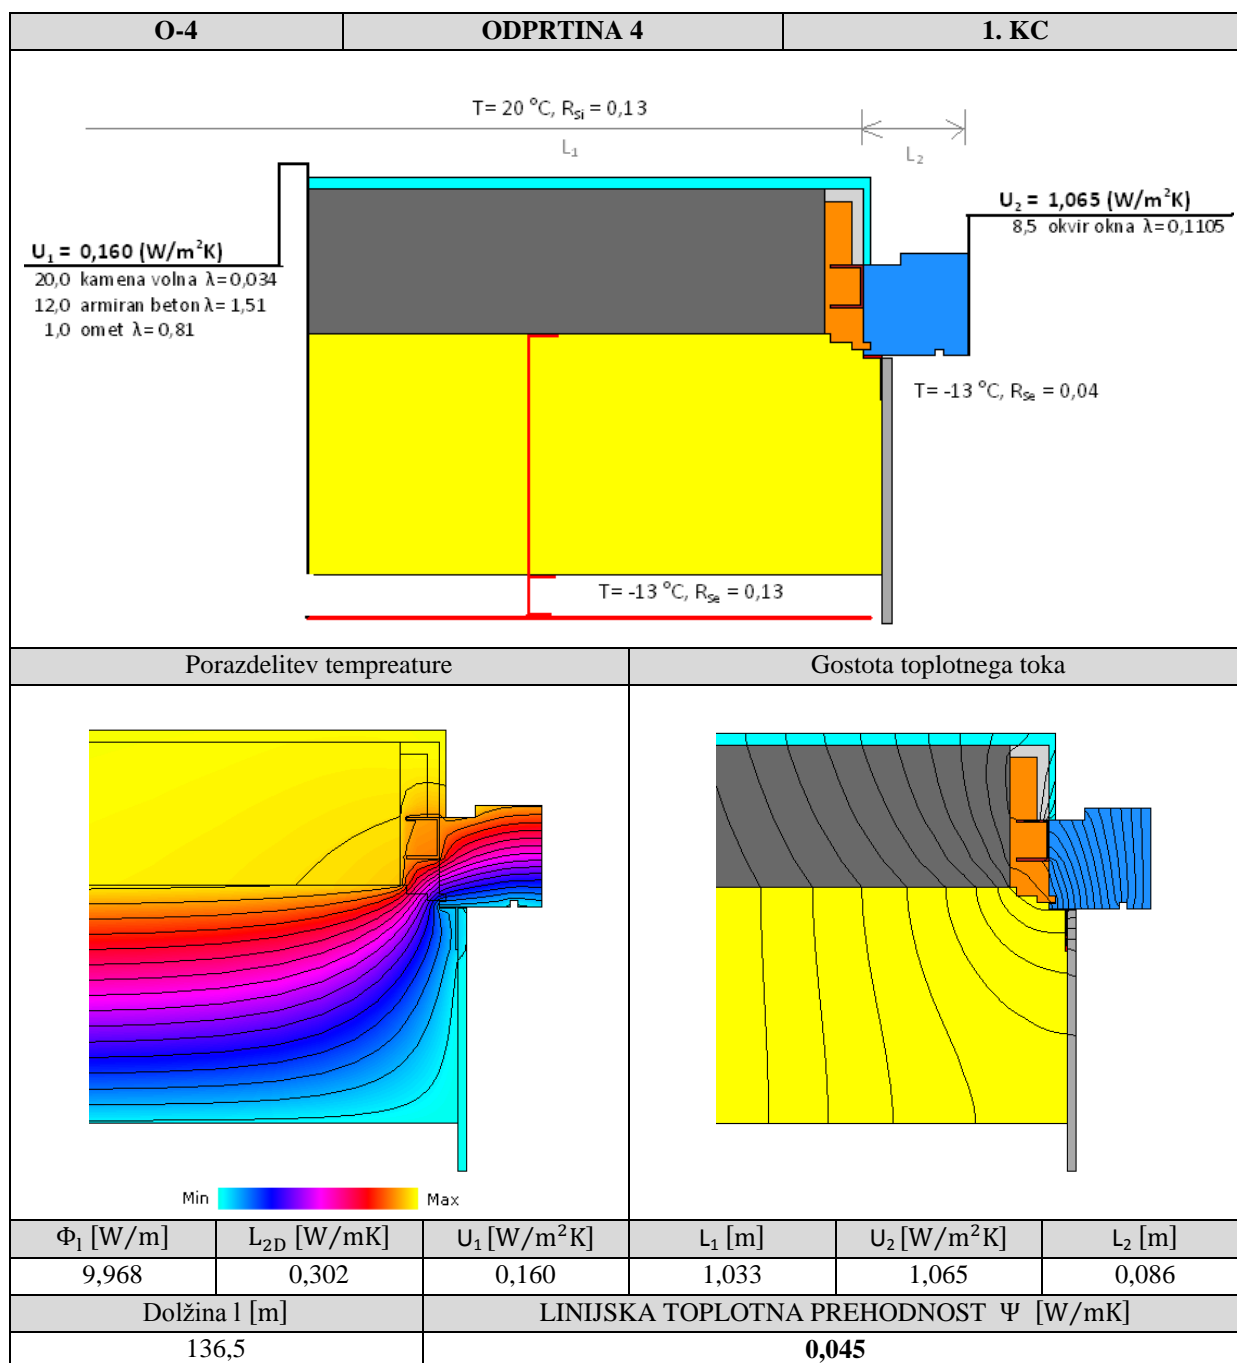 O-4 ODPRTINA 4 1. KC
T= 20 °C, Rsi = 0,13
L₁ L₂
U₁ = 0,160 (W/m²K)
20,0 kamena volna λ=0,034
12,0 armiran beton λ= 1,51
1,0 omet λ= 0,81
U₂ = 1,065 (W/m²K)
8,5 okvir okna λ=0,1105
T= -13 °C, RSe = 0,04
T= -13 °C, RSe = 0,13
Porazdelitev tempreature Gostota toplotnega toka
Min Max
Φₗ [W/m] L₂D [W/mK] U₁ [W/m²K] L₁ [m] U₂ [W/m²K] L₂ [m]
9,968 0,302 0,160 1,033 1,065 0,086
Dolžina l [m] LINIJSKA TOPLOTNA PREHODNOST Ψ [W/mK]
136,5 0,045